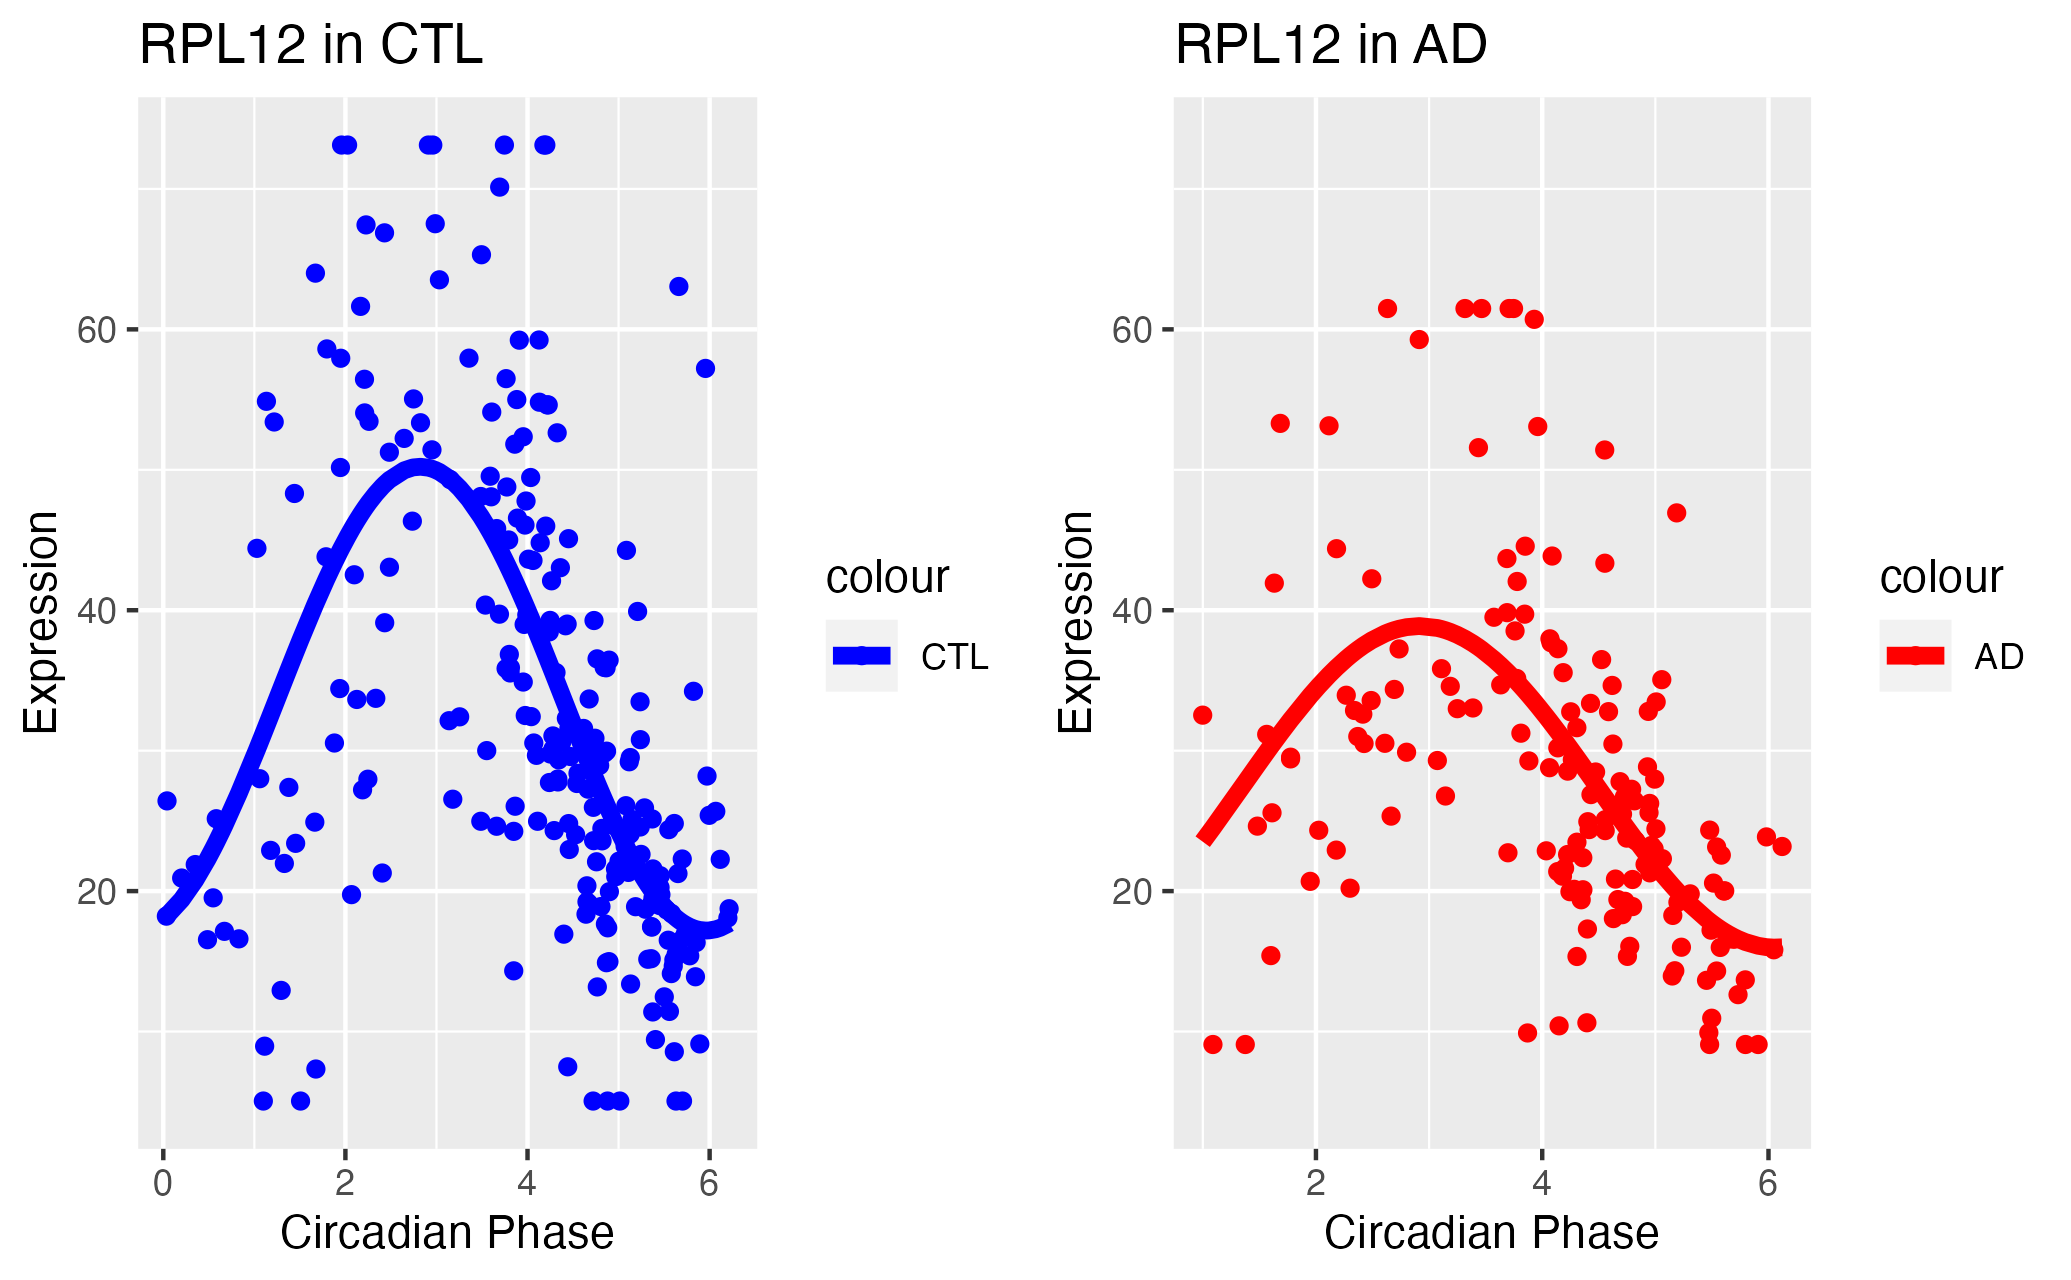 RPL12 in CTL
Expression
60
40
20
0 2 4 6
Circadian Phase
colour
CTL
RPL12 in AD
Expression
60
40
20
2 4 6
Circadian Phase
colour
AD